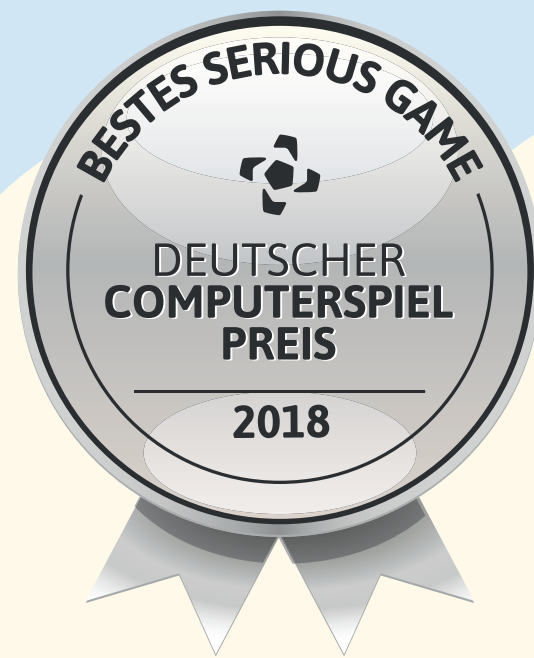 BESTES SERIOUS GAME
DEUTSCHER
COMPUTERSPIEL
PREIS
2018